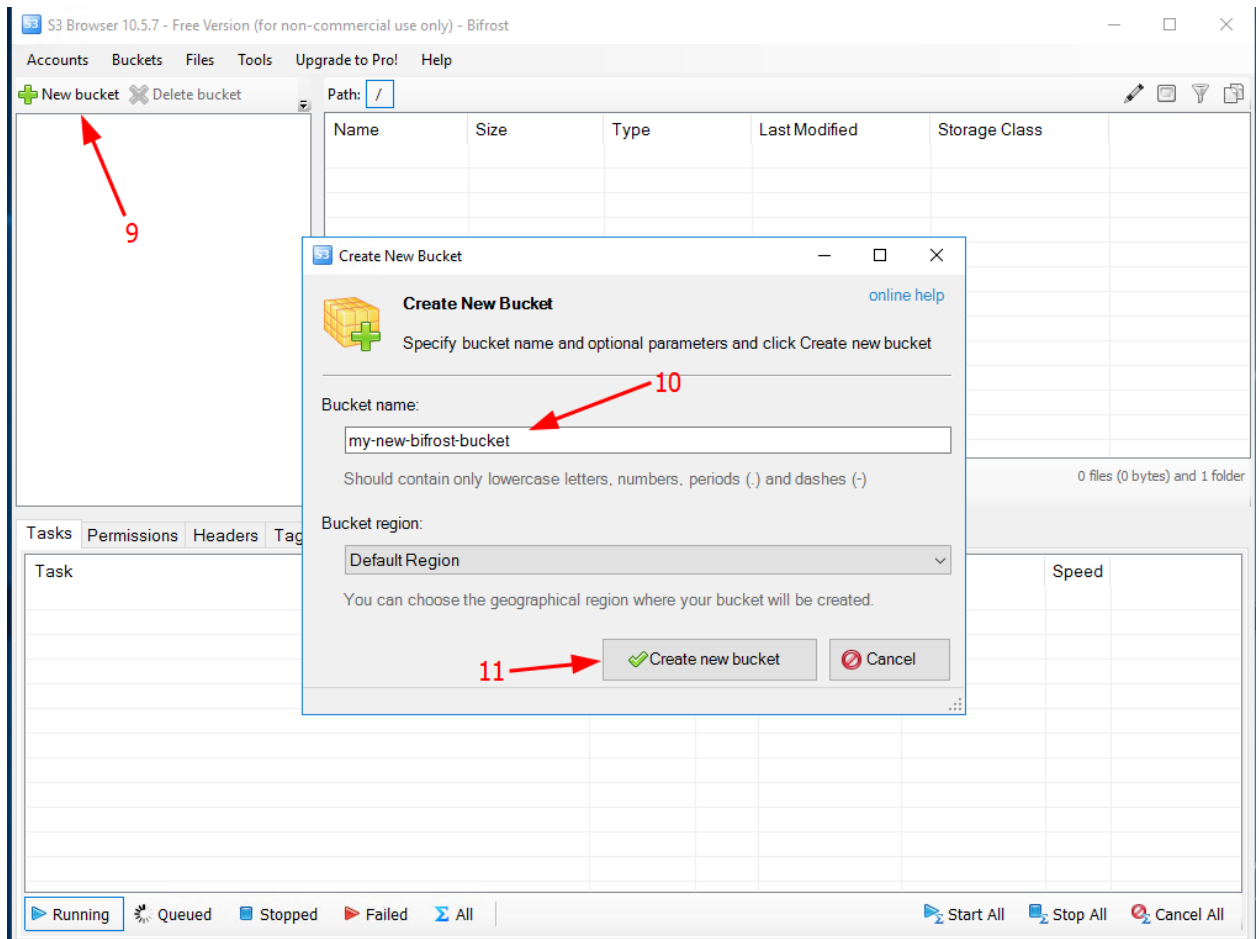 S3 Browser 10.5.7 - Free Version (for non-commercial use only) - Bifrost
Accounts Buckets Files Tools Upgrade to Pro! Help
New bucket Delete bucket
Path: /
Name Size Type Last Modified Storage Class
9
Create New Bucket
Create New Bucket
online help
Specify bucket name and optional parameters and click Create new bucket
10
Bucket name:
my-new-bifrost-bucket
Should contain only lowercase letters, numbers, periods (.) and dashes (-)
Bucket region:
Default Region
You can choose the geographical region where your bucket will be created.
11
Create new bucket
Cancel
0 files (0 bytes) and 1 folder
Tasks Permissions Headers Tag
Task Speed
Running Queued Stopped Failed All
Start All Stop All Cancel All